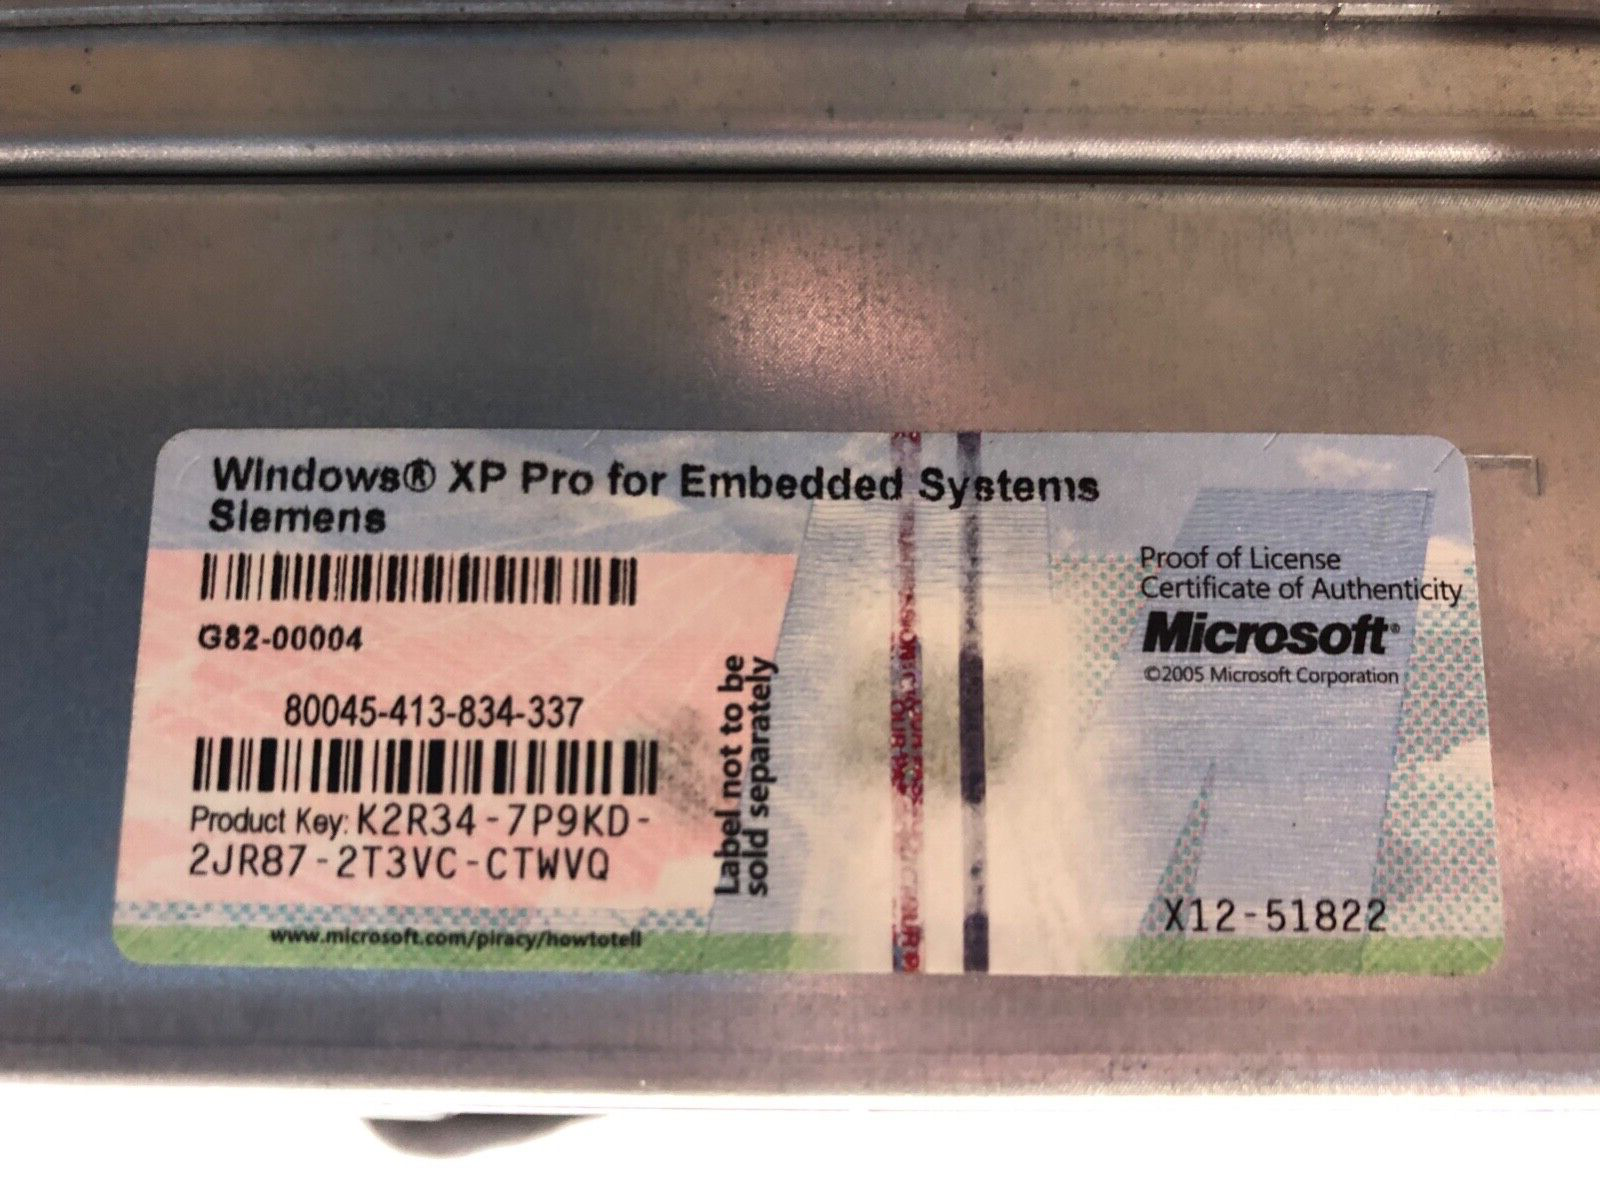 Windows® XP Pro for Embedded Systems
Siemens
G82-00004
80045-413-834-337
Product Key: K2R34-7P9KD-
2JR87-2T3VC-CTWVQ
www.microsoft.com/piracy/howtotell
Label not to be
sold separately
Proof of License
Certificate of Authenticity
Microsoft®
©2005 Microsoft Corporation
X12-51822